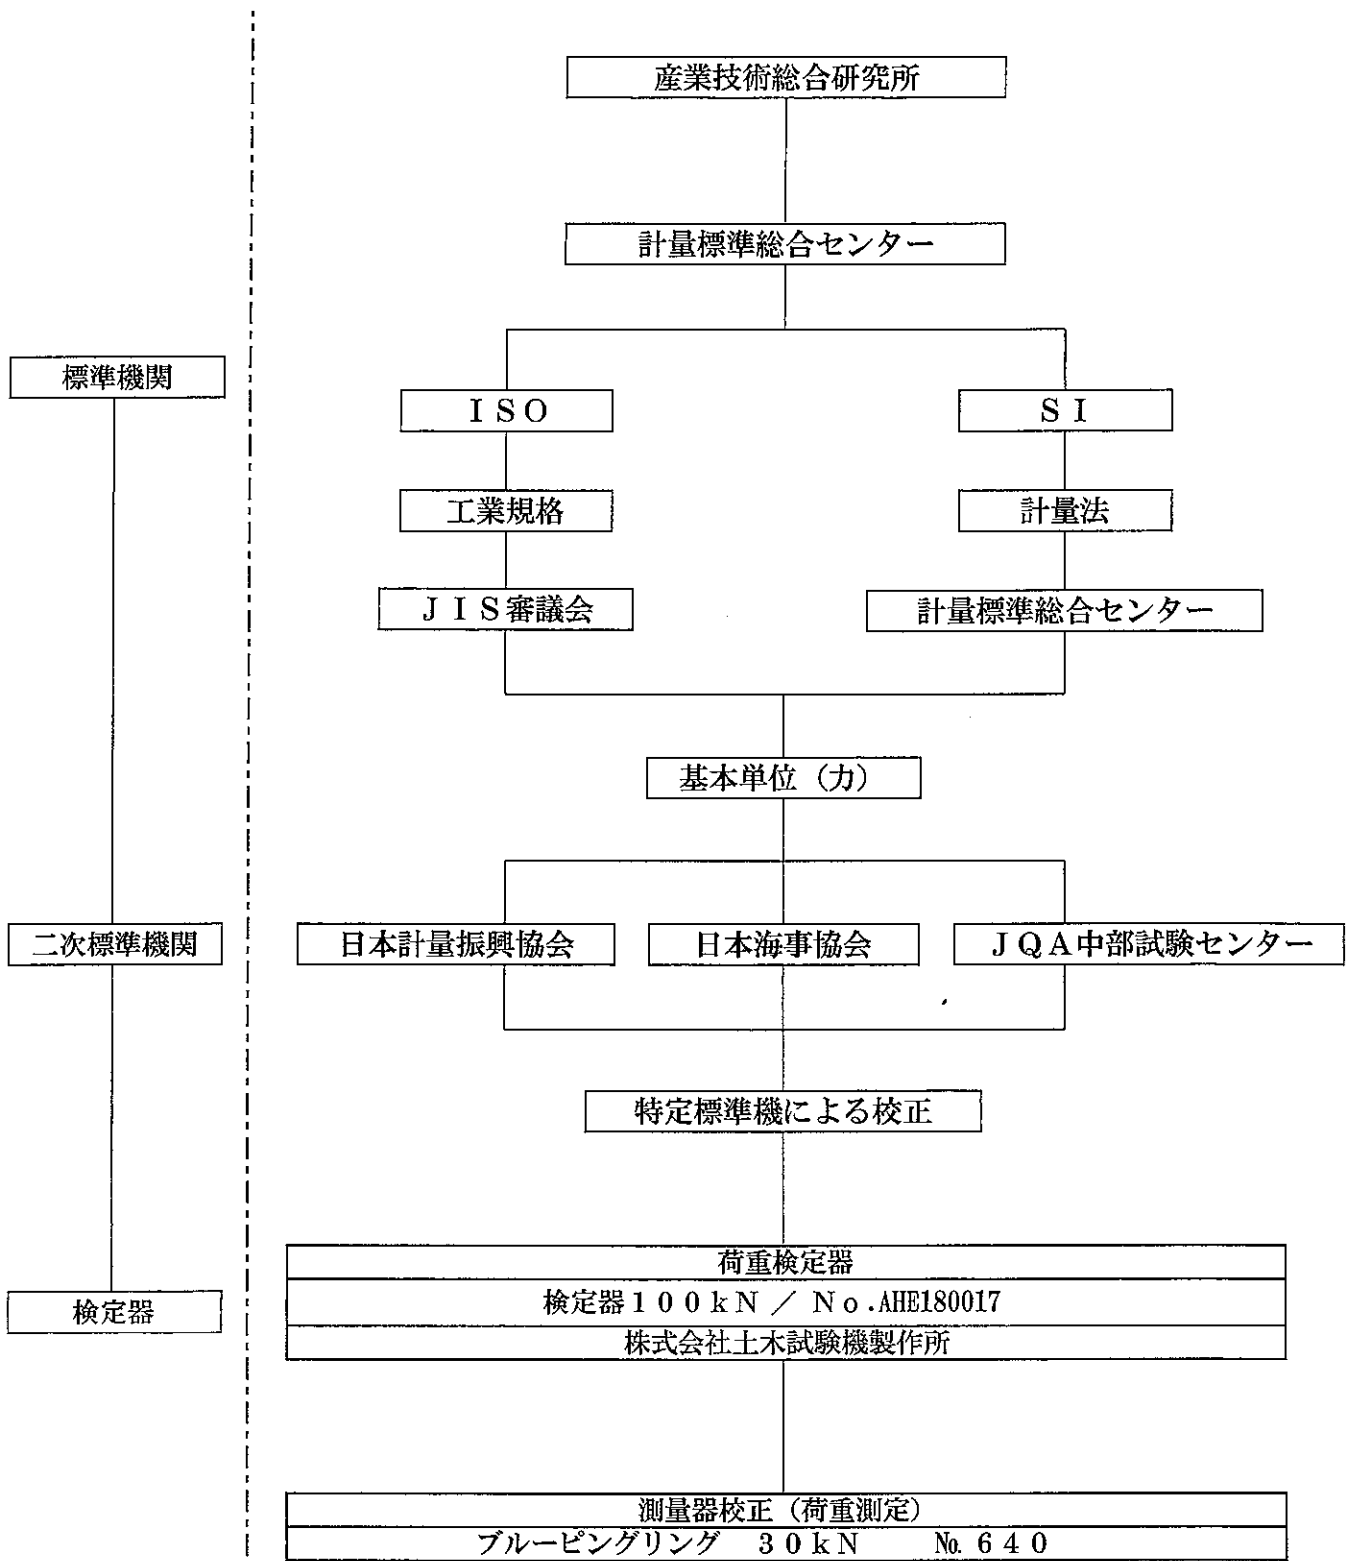 産業技術総合研究所
計量標準総合センター
標準機関
ISO
SI
工業規格
計量法
JIS審議会
計量標準総合センター
基本単位（力）
二次標準機関
日本計量振興協会
日本海事協会
JQA中部試験センター
特定標準機による校正
荷重検定器
検定器100kN ／ No.AHE180017
検定器
株式会社土木試験機製作所
測量器校正（荷重測定）
ブルーピングリング 30kN № 640